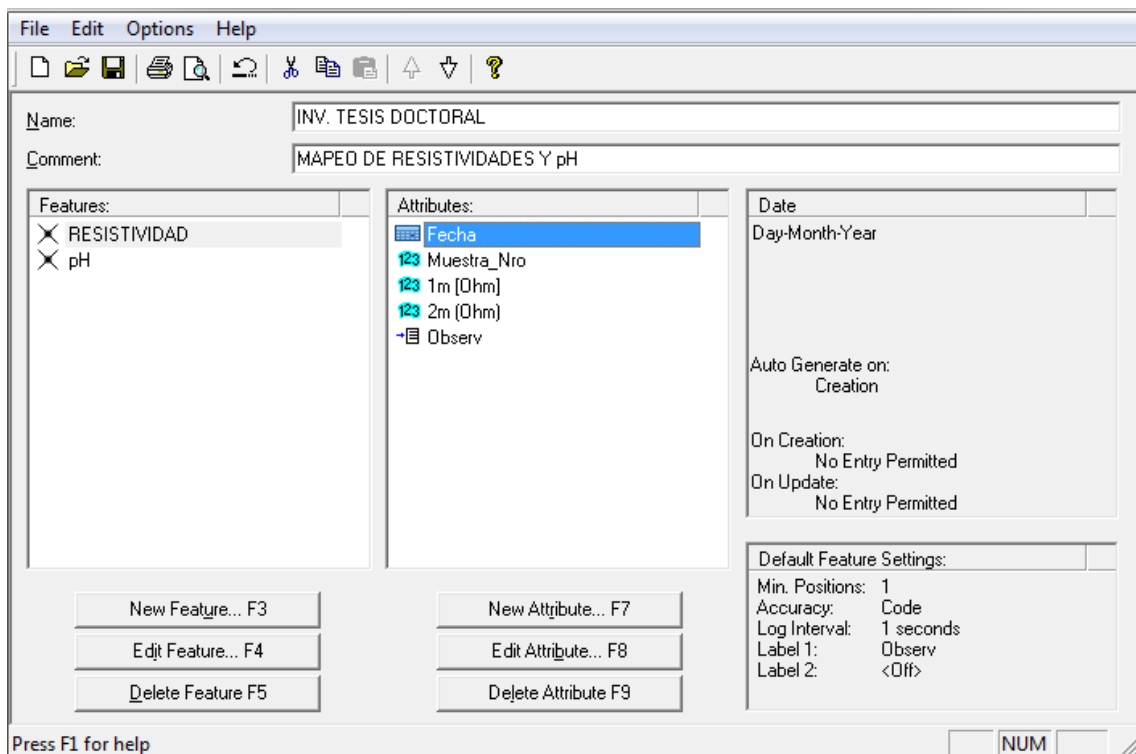 File Edit Options Help
Name: INV. TESIS DOCTORAL
Comment: MAPEO DE RESISTIVIDADES Y pH
Features:
RESISTIVIDAD
pH
New Feature... F3
Edit Feature... F4
Delete Feature F5
Attributes:
Fecha
123 Muestra_Nro
123 1m [Ohm]
123 2m (Ohm)
Observ
New Attribute... F7
Edit Attribute... F8
Delete Attribute F9
Date
Day-Month-Year
Auto Generate on:
Creation
On Creation:
No Entry Permitted
On Update:
No Entry Permitted
Default Feature Settings:
Min. Positions: 1
Accuracy: Code
Log Interval: 1 seconds
Label 1: Observ
Label 2: <Off>
Press F1 for help
NUM